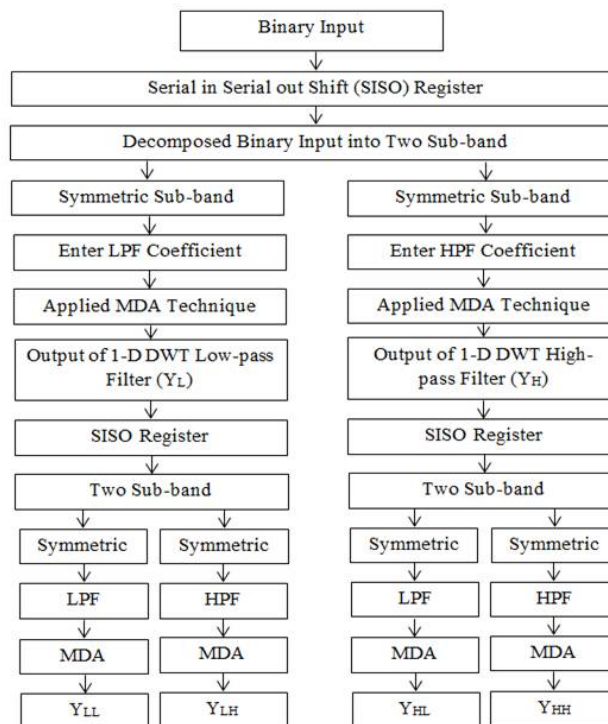 Binary Input
Serial in Serial out Shift (SISO) Register
Decomposed Binary Input into Two Sub-band
Symmetric Sub-band
Symmetric Sub-band
Enter LPF Coefficient
Enter HPF Coefficient
Applied MDA Technique
Applied MDA Technique
Output of 1-D DWT Low-pass
Filter (YL)
Output of 1-D DWT High-
pass Filter (YH)
SISO Register
SISO Register
Two Sub-band
Two Sub-band
Symmetric
Symmetric
Symmetric
Symmetric
LPF
HPF
LPF
HPF
MDA
MDA
MDA
MDA
YLL
YLH
YHL
YHH